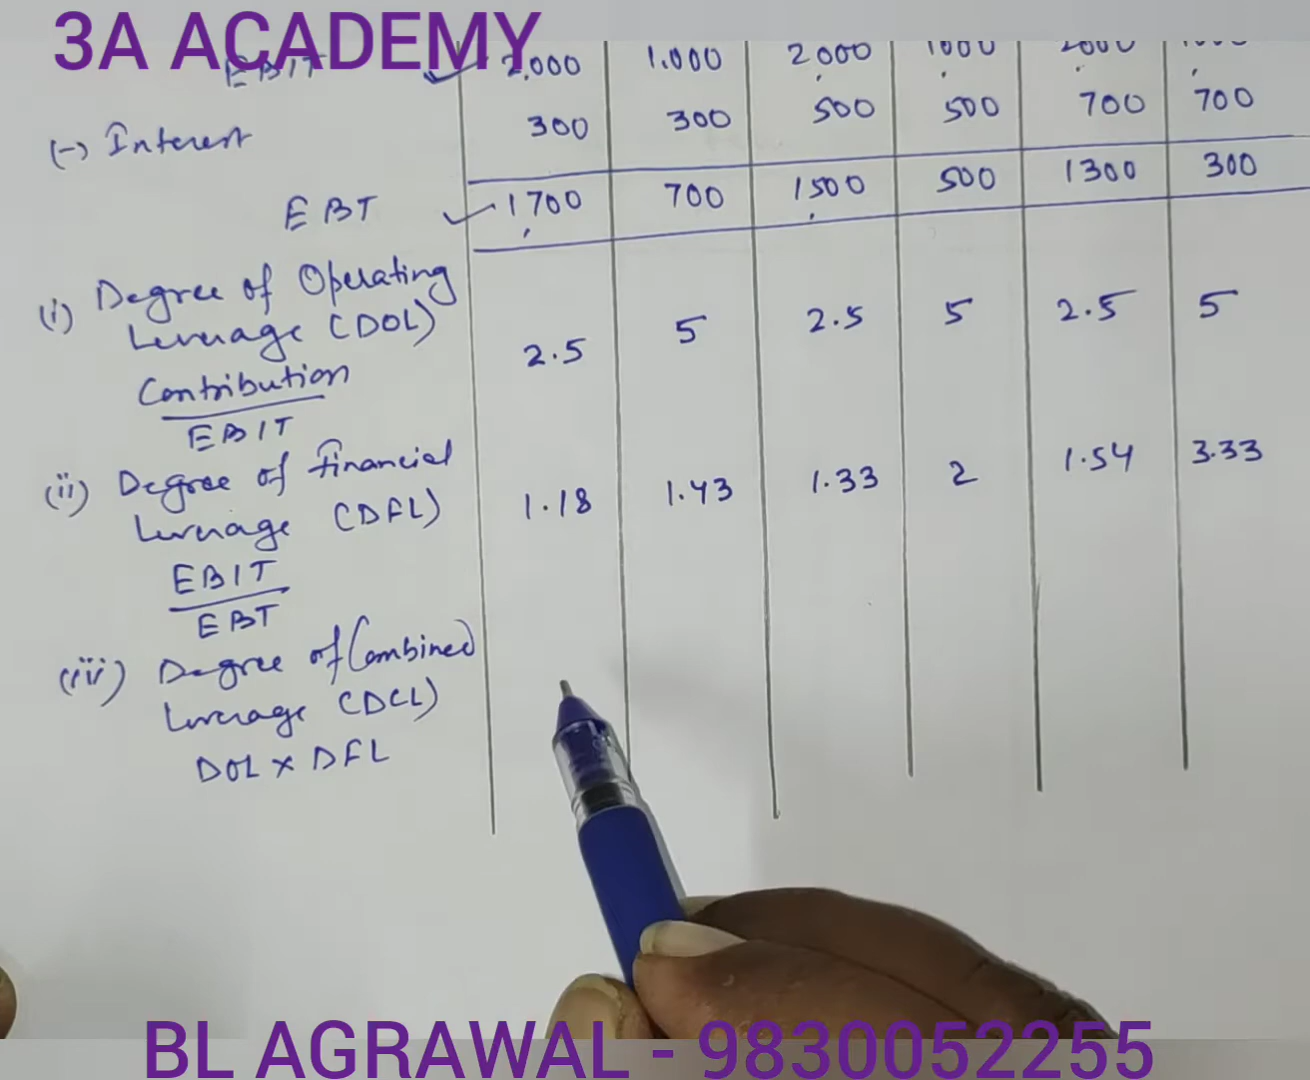 3A ACADEMY
EBIT 2,000 1,000 2,000 1000 2000
(-) Interest 300 300 500 500 700 700
EBT 1700 700 1500 500 1300 300
(i) Degree of Operating
Leverage (DOL) 2.5 5 2.5 5 2.5 5
Contribution
EBIT
(ii) Degree of Financial
Leverage (DFL) 1.18 1.43 1.33 2 1.54 3.33
EBIT
EBT
(iii) Degree of Combined
Leverage (DCL)
DOL x DFL
BL AGRAWAL - 9830052255